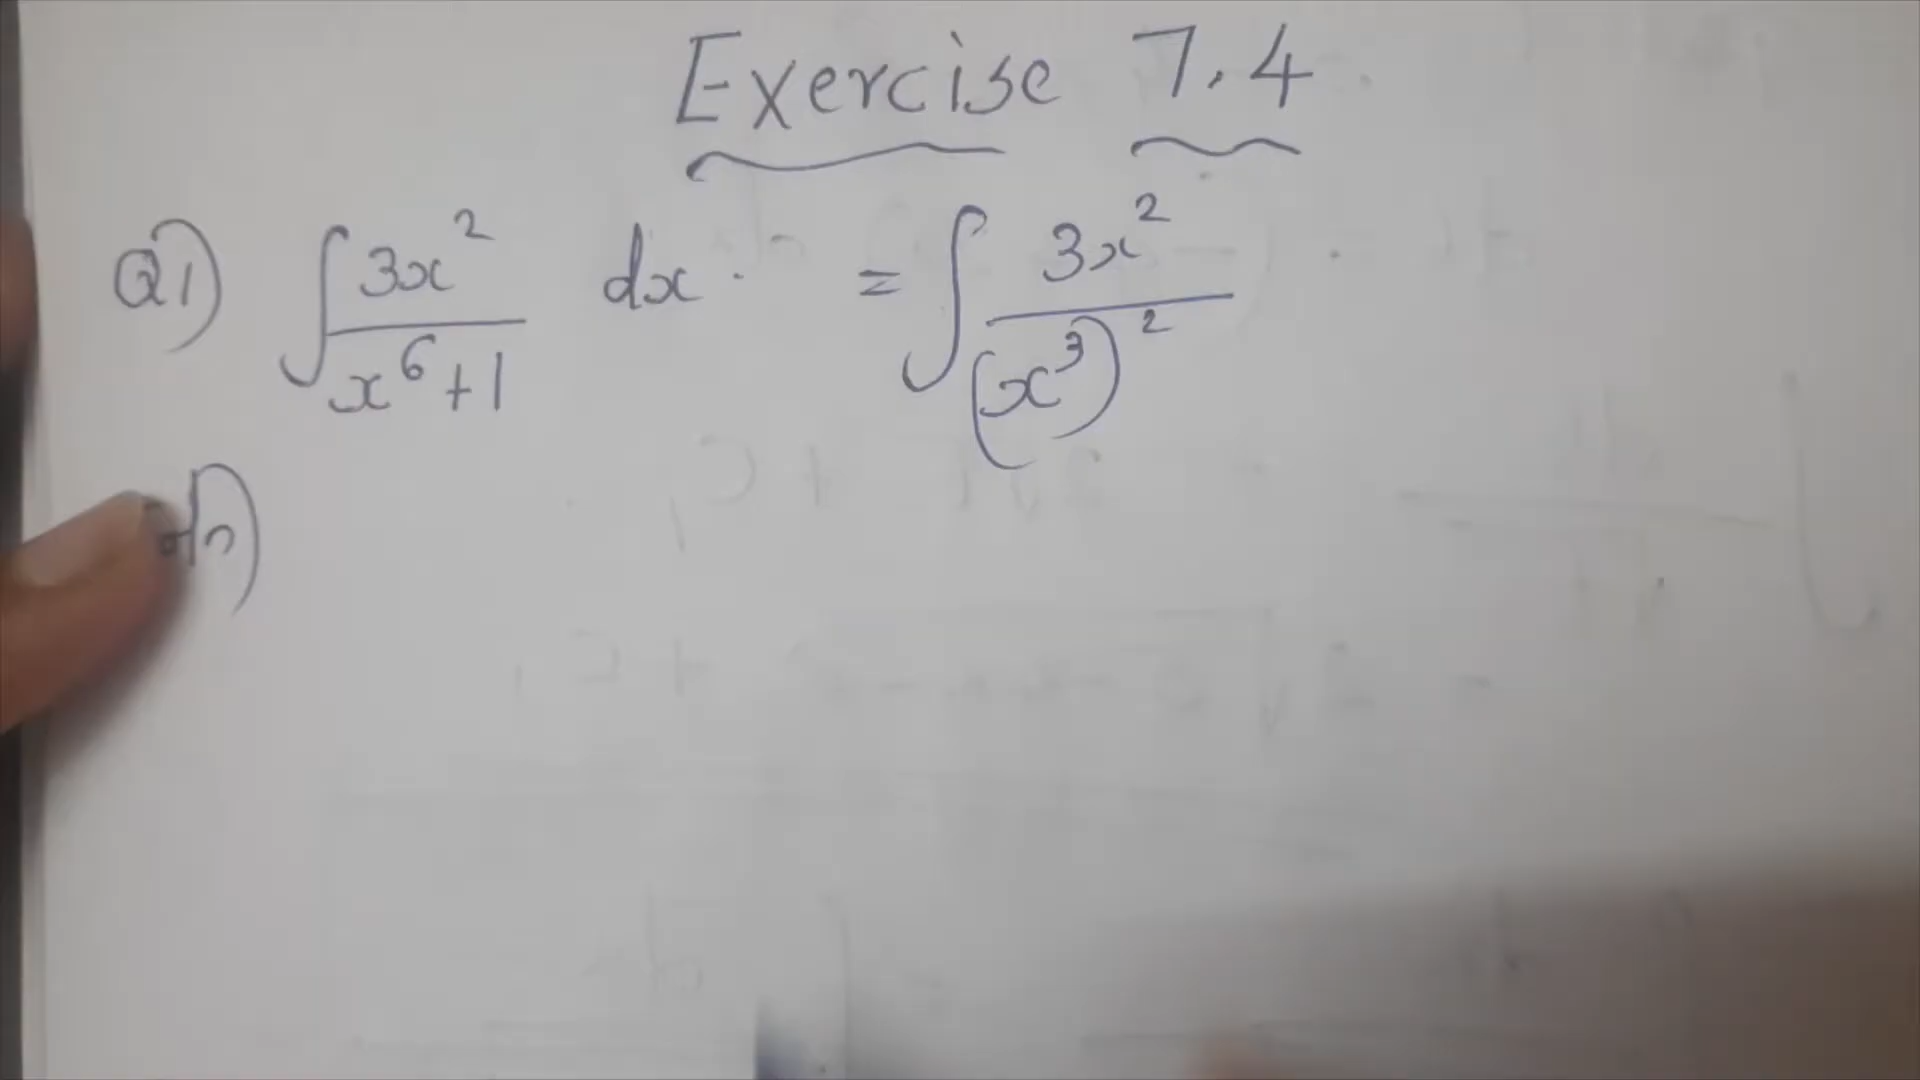 Exercise 7.4
Q1) ∫ 3x²/(x⁶+1) dx. = ∫ 3x²/(x³)²